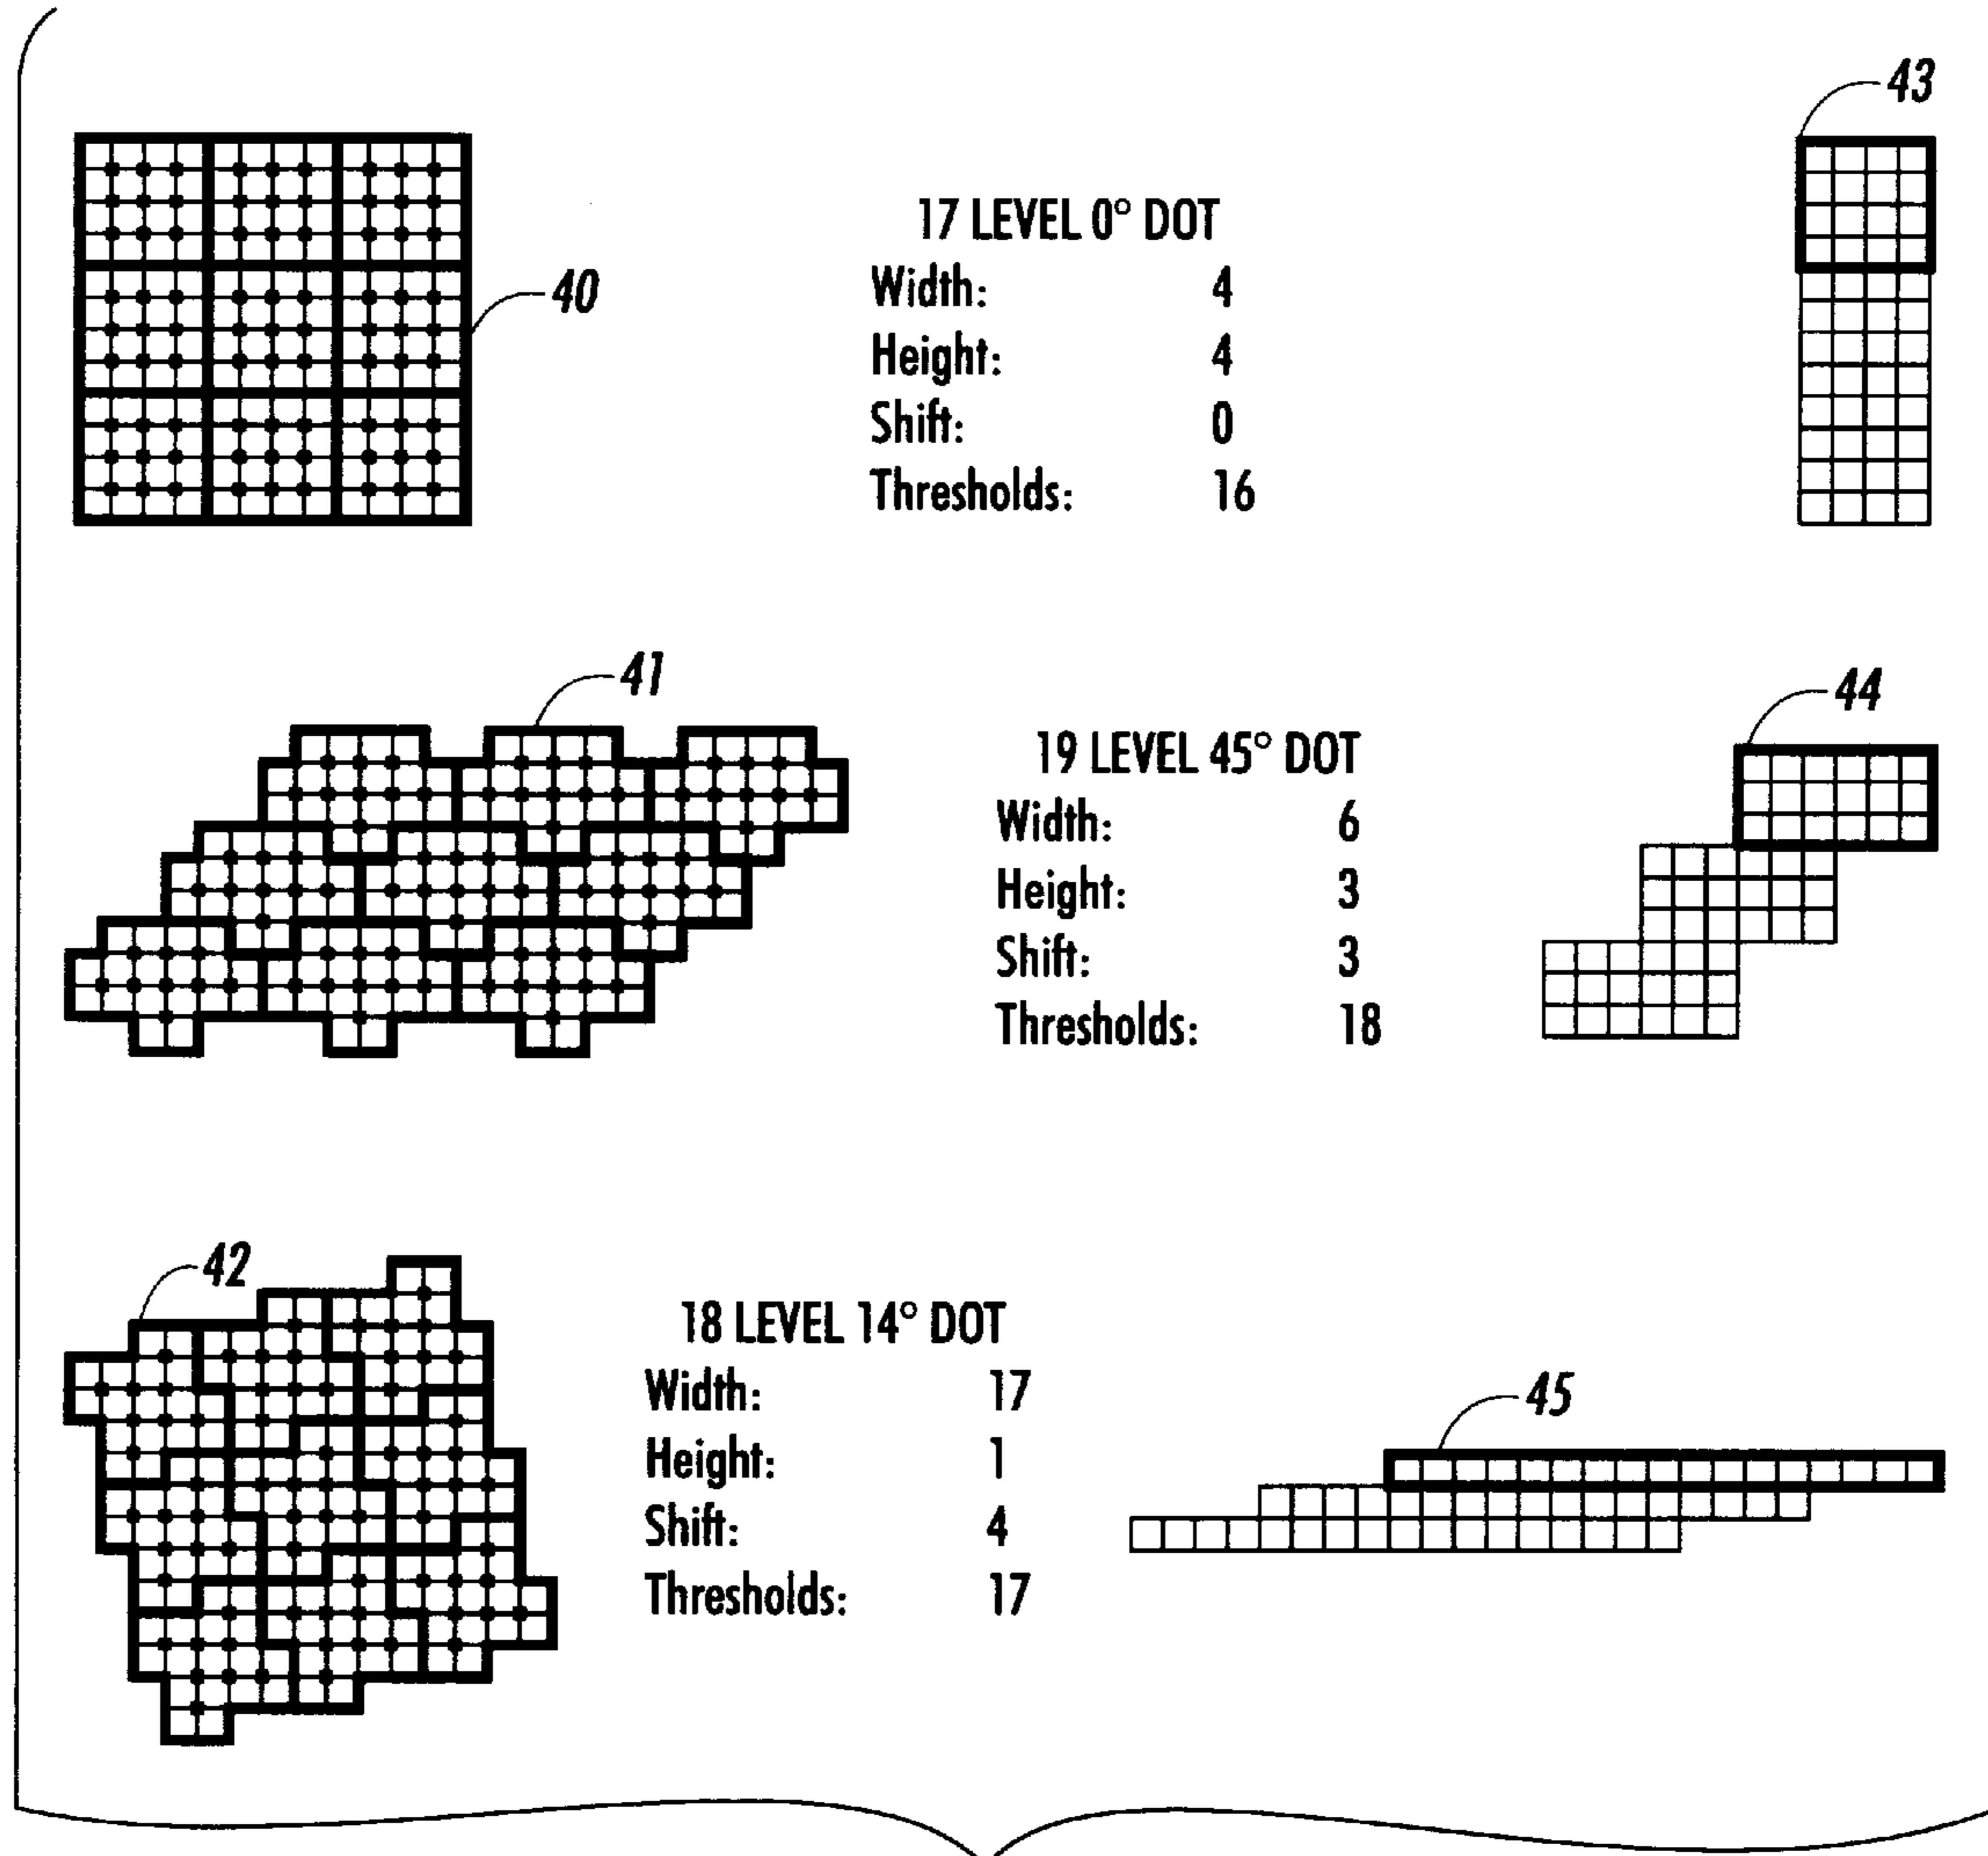 43
17 LEVEL 0° DOT
40
Width: 4
Height: 4
Shift: 0
Thresholds: 16
41
44
19 LEVEL 45° DOT
Width: 6
Height: 3
Shift: 3
Thresholds: 18
42
18 LEVEL 14° DOT
Width: 17
45
Height: 1
Shift: 4
Thresholds: 17